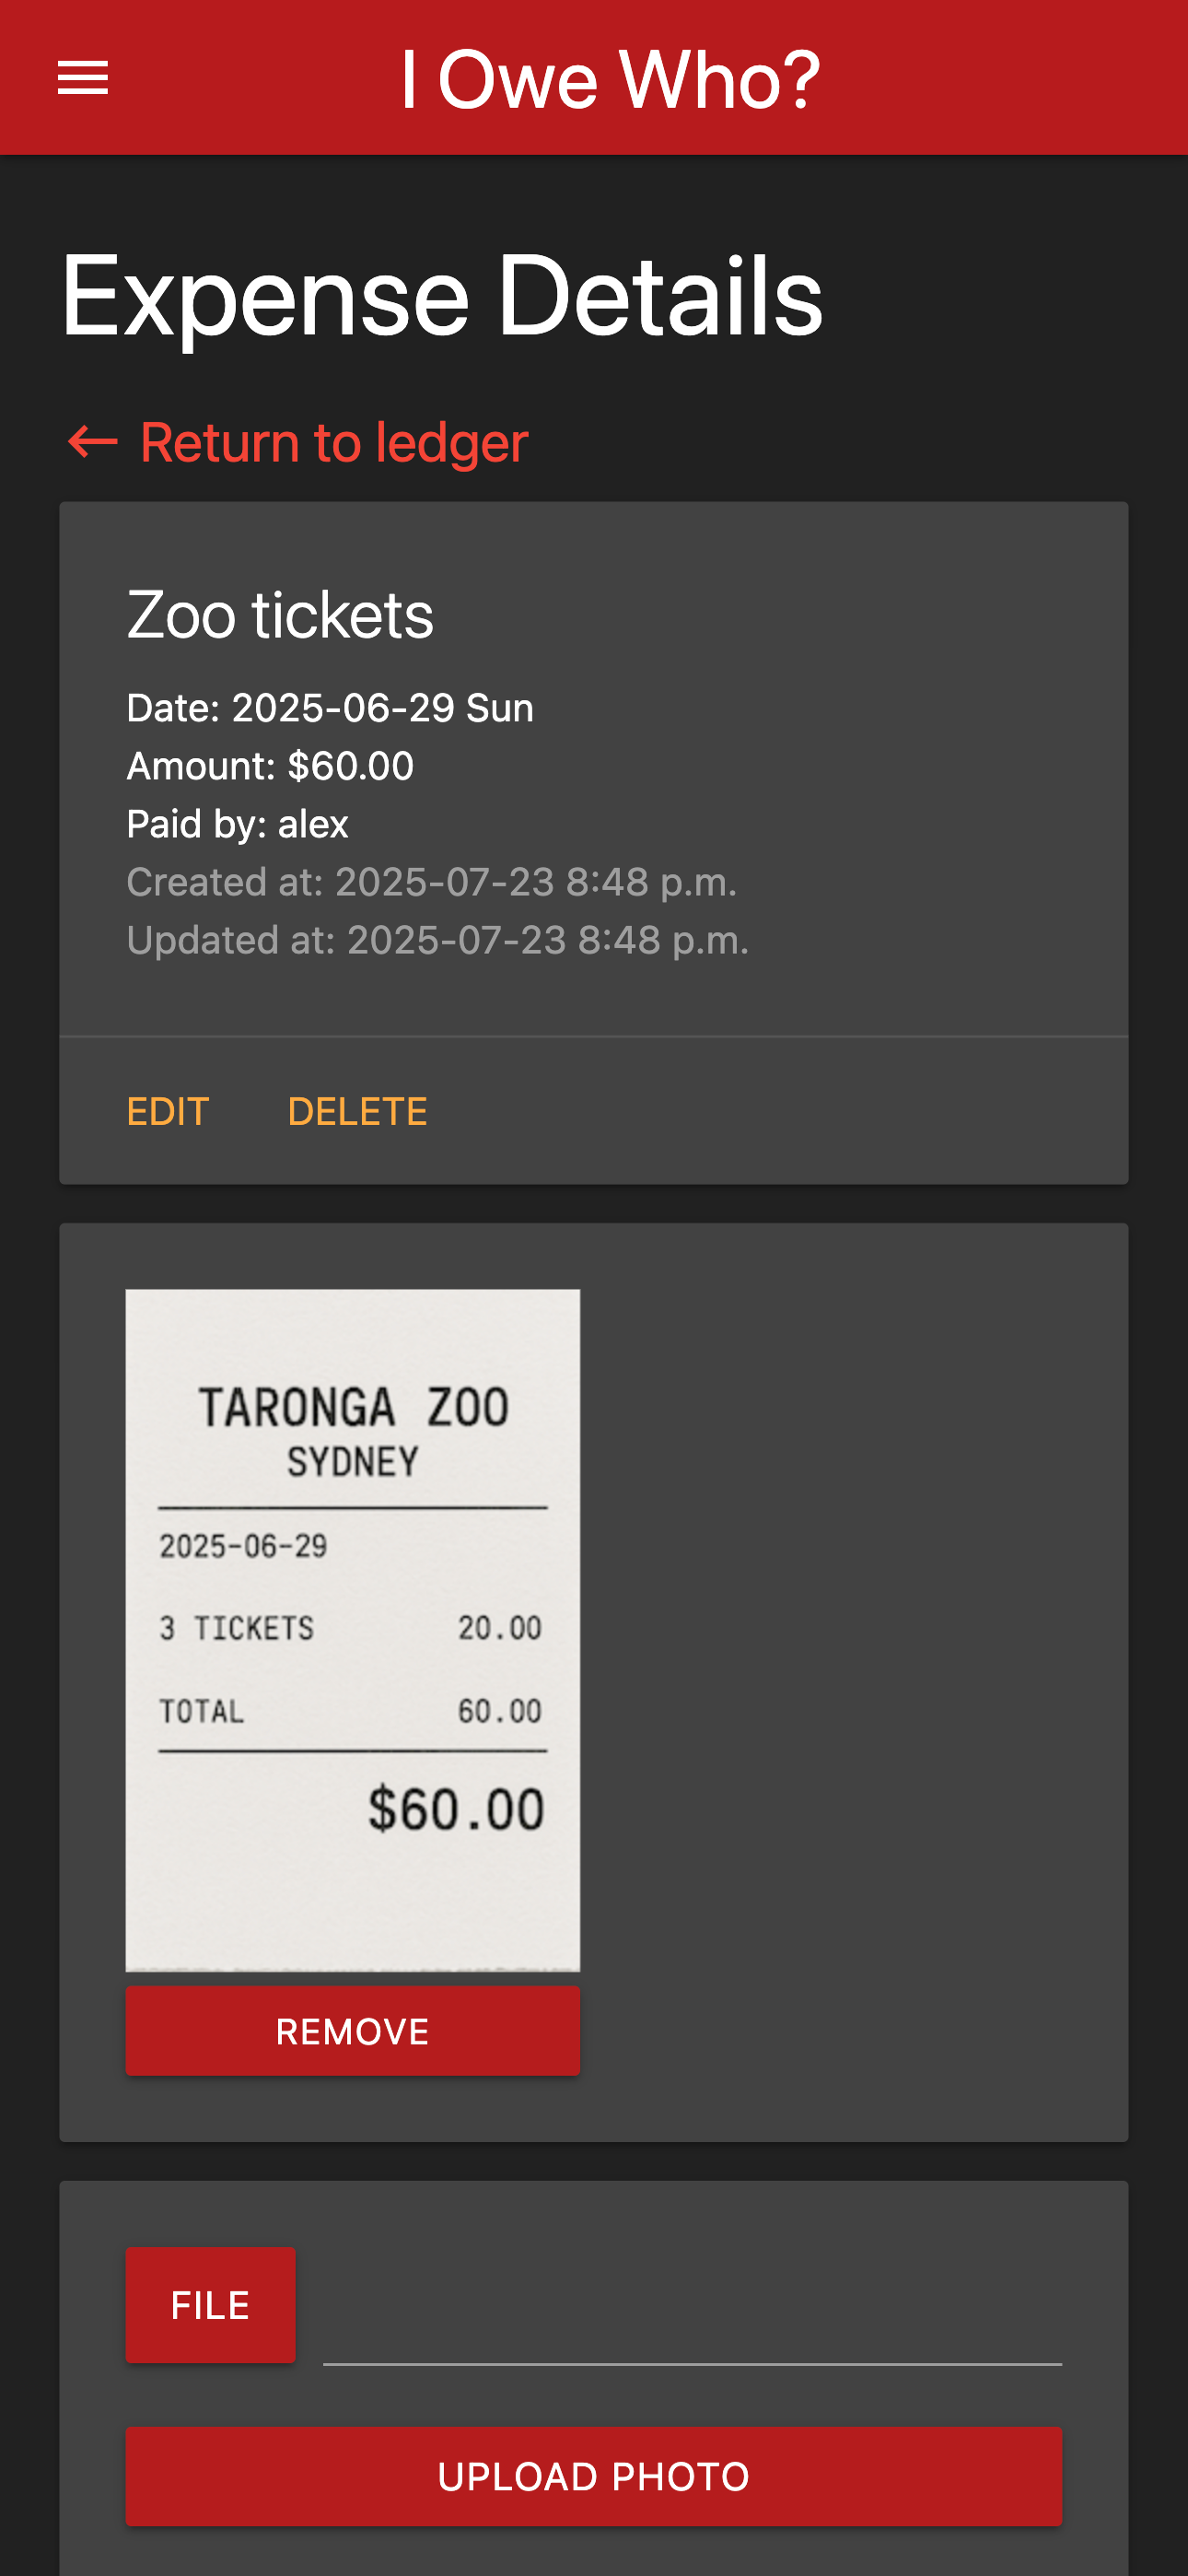 I Owe Who?
Expense Details
← Return to ledger
Zoo tickets
Date: 2025-06-29 Sun
Amount: $60.00
Paid by: alex
Created at: 2025-07-23 8:48 p.m.
Updated at: 2025-07-23 8:48 p.m.
EDIT DELETE
TARONGA ZOO
SYDNEY
2025-06-29
3 TICKETS 20.00
TOTAL 60.00
$60.00
REMOVE
FILE
UPLOAD PHOTO